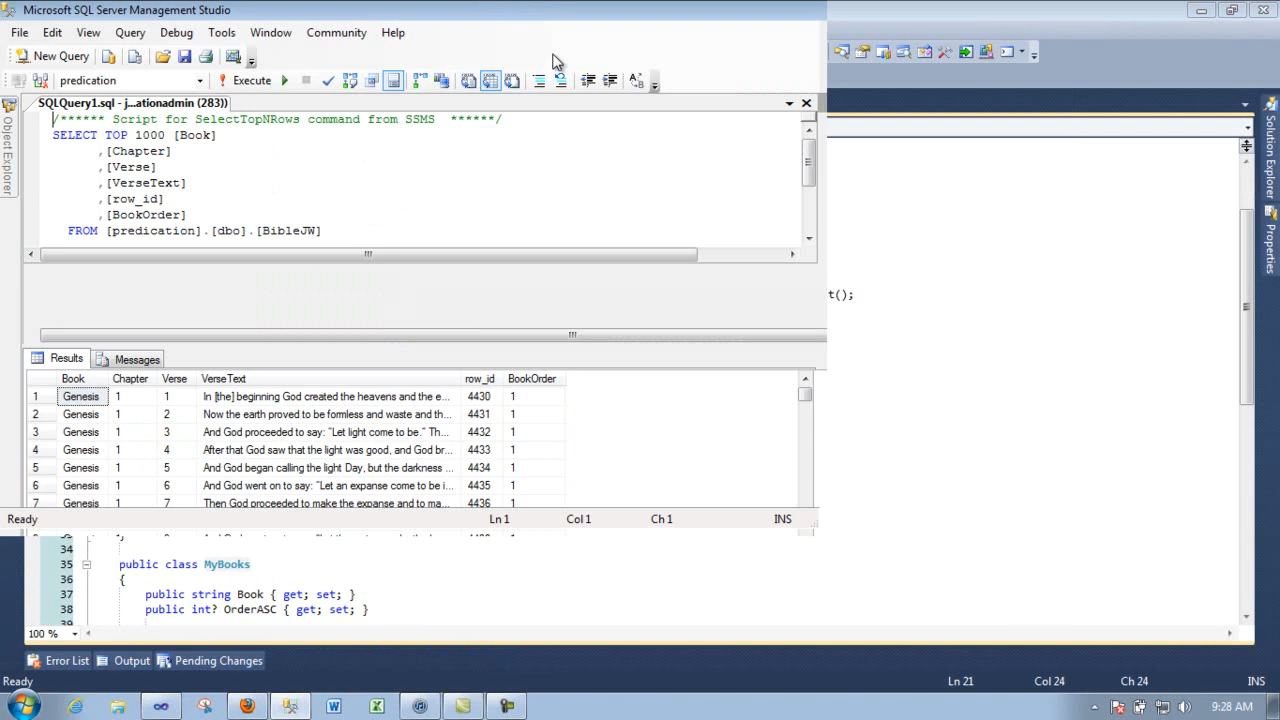 Microsoft SQL Server Management Studio
File Edit View Query Debug Tools Window Community Help
New Query
predication Execute
SQLQuery1.sql - j...ationadmin (283))
/****** Script for SelectTopNRows command from SSMS ******/
SELECT TOP 1000 [Book]
,[Chapter]
,[Verse]
,[VerseText]
,[row_id]
,[BookOrder]
FROM [predication].[dbo].[BibleJW]
Object Explorer
Solution Explorer
Properties
t();
Results Messages
Book Chapter Verse VerseText row_id BookOrder
1 Genesis 1 1 In [the] beginning God created the heavens and the e... 4430 1
2 Genesis 1 2 Now the earth proved to be formless and waste and th... 4431 1
3 Genesis 1 3 And God proceeded to say: “Let light come to be.” Th... 4432 1
4 Genesis 1 4 After that God saw that the light was good, and God br... 4433 1
5 Genesis 1 5 And God began calling the light Day, but the darkness ... 4434 1
6 Genesis 1 6 And God went on to say: “Let an expanse come to be i... 4435 1
7 Genesis 1 7 Then God proceeded to make the expanse and to ma... 4436 1
Ready Ln 1 Col 1 Ch 1 INS
34
35 public class MyBooks
36 {
37 public string Book { get; set; }
38 public int? OrderASC { get; set; }
39
100 %
Error List Output Pending Changes
Ready Ln 21 Col 24 Ch 24 INS
9:28 AM